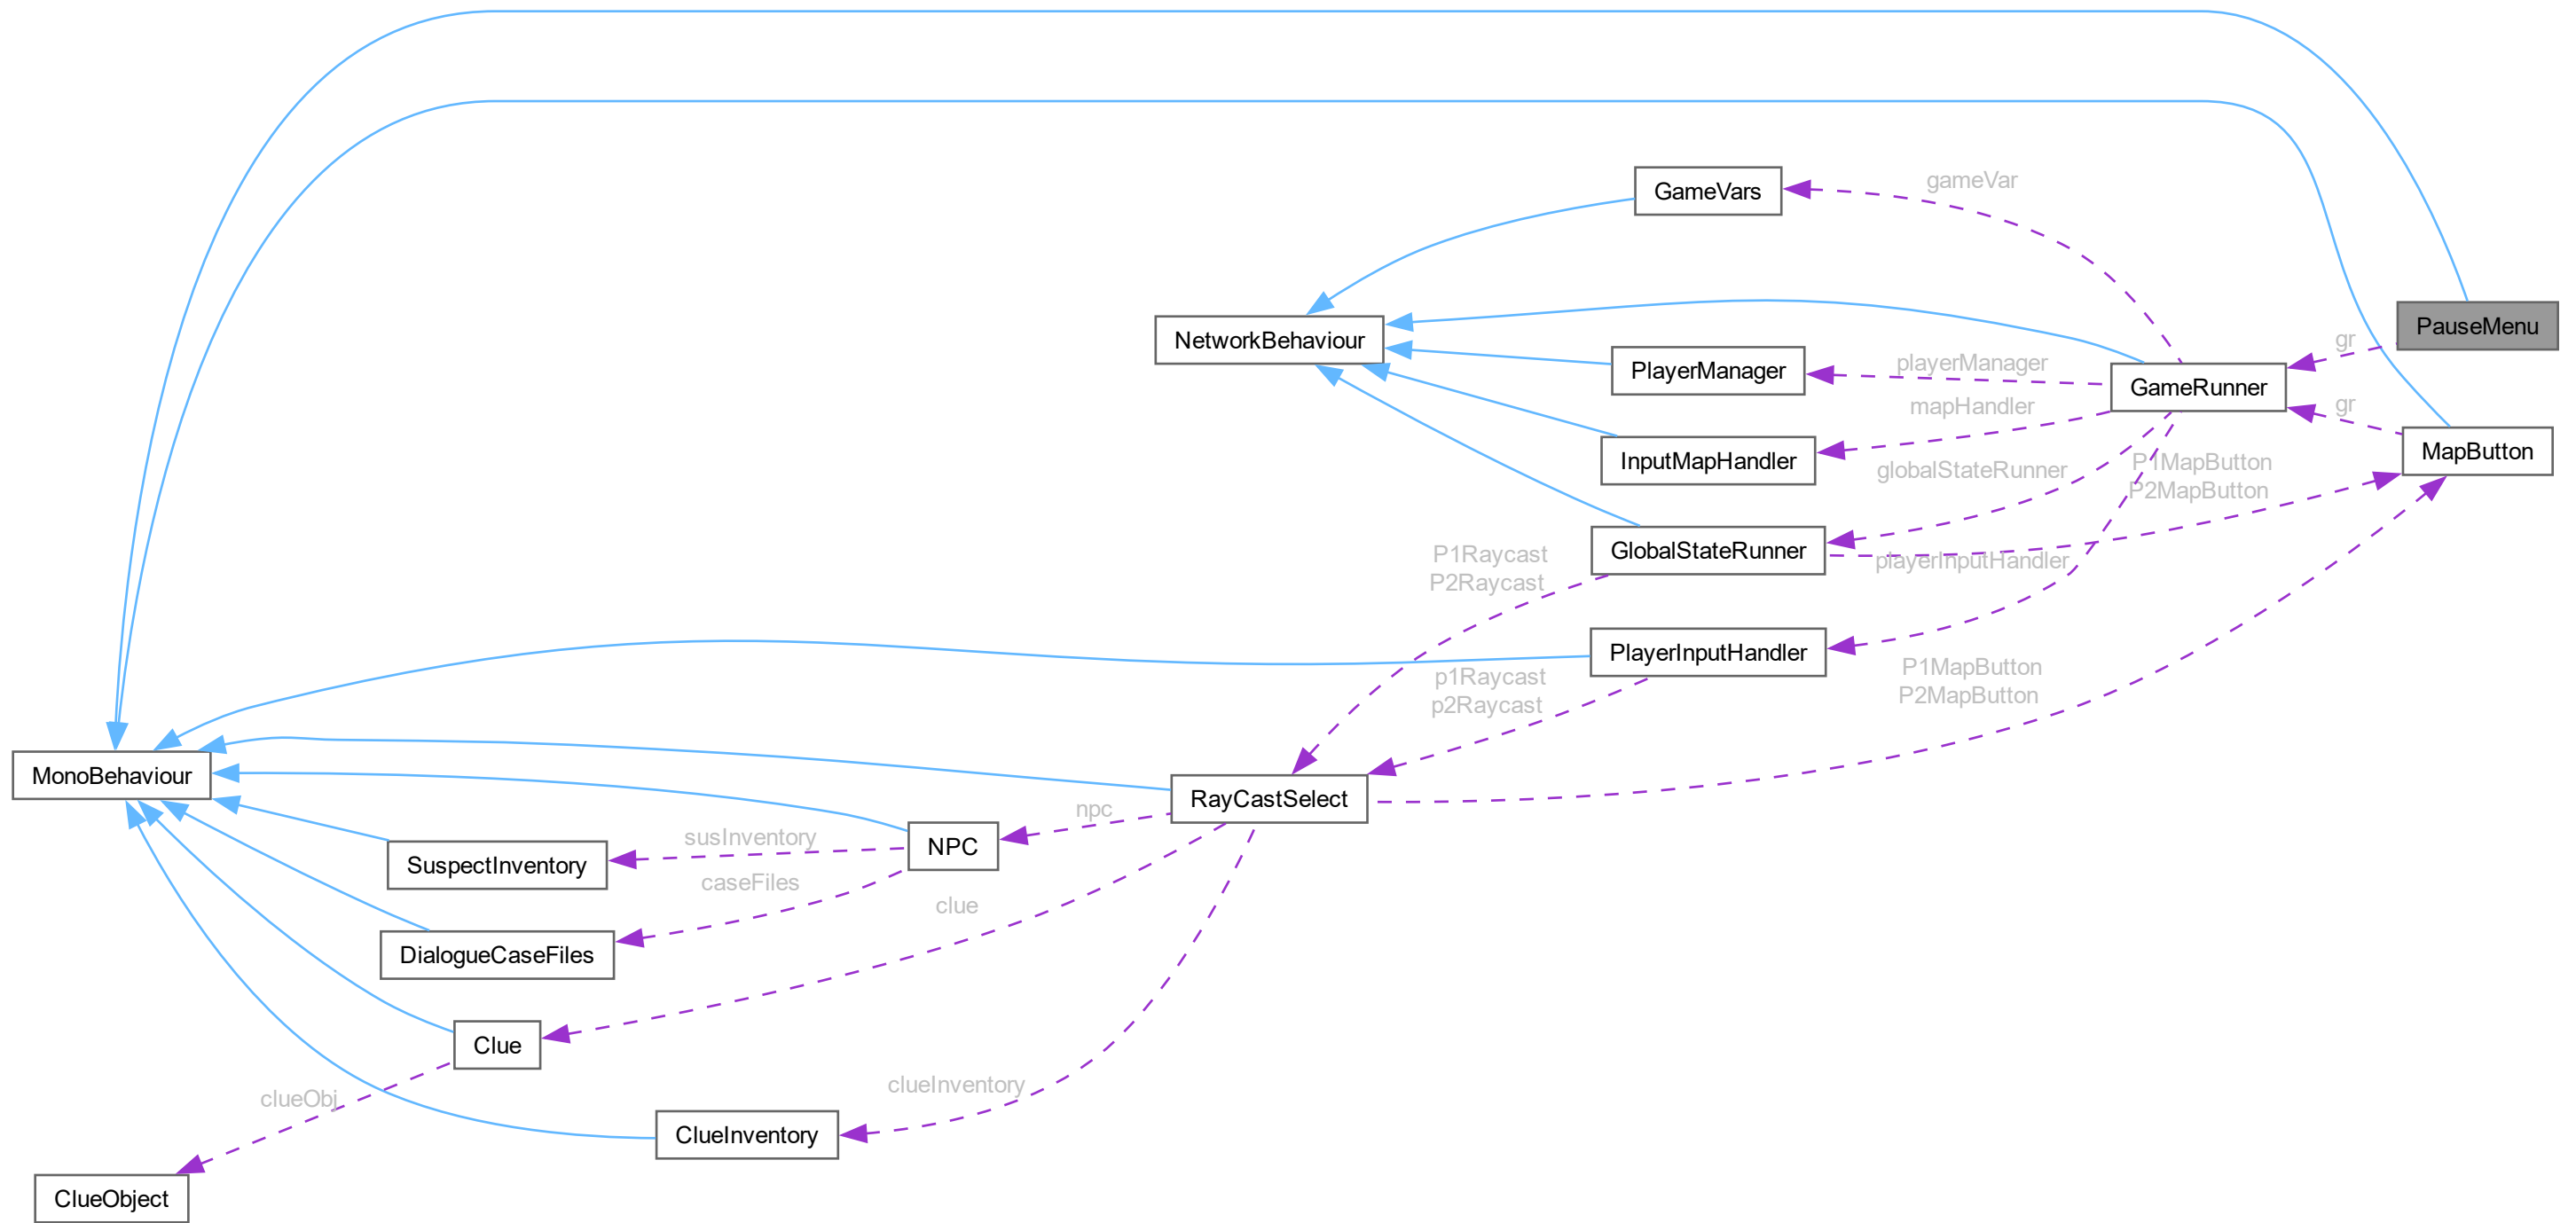 GameVars
gameVar
NetworkBehaviour
PauseMenu
gr
PlayerManager
playerManager
GameRunner
mapHandler
gr
InputMapHandler
globalStateRunner
P1MapButton
P2MapButton
MapButton
GlobalStateRunner
P1Raycast
P2Raycast
playerInputHandler
PlayerInputHandler
p1Raycast
p2Raycast
P1MapButton
P2MapButton
MonoBehaviour
RayCastSelect
npc
susInventory
NPC
SuspectInventory
caseFiles
clue
DialogueCaseFiles
Clue
clueObj
clueInventory
ClueInventory
ClueObject